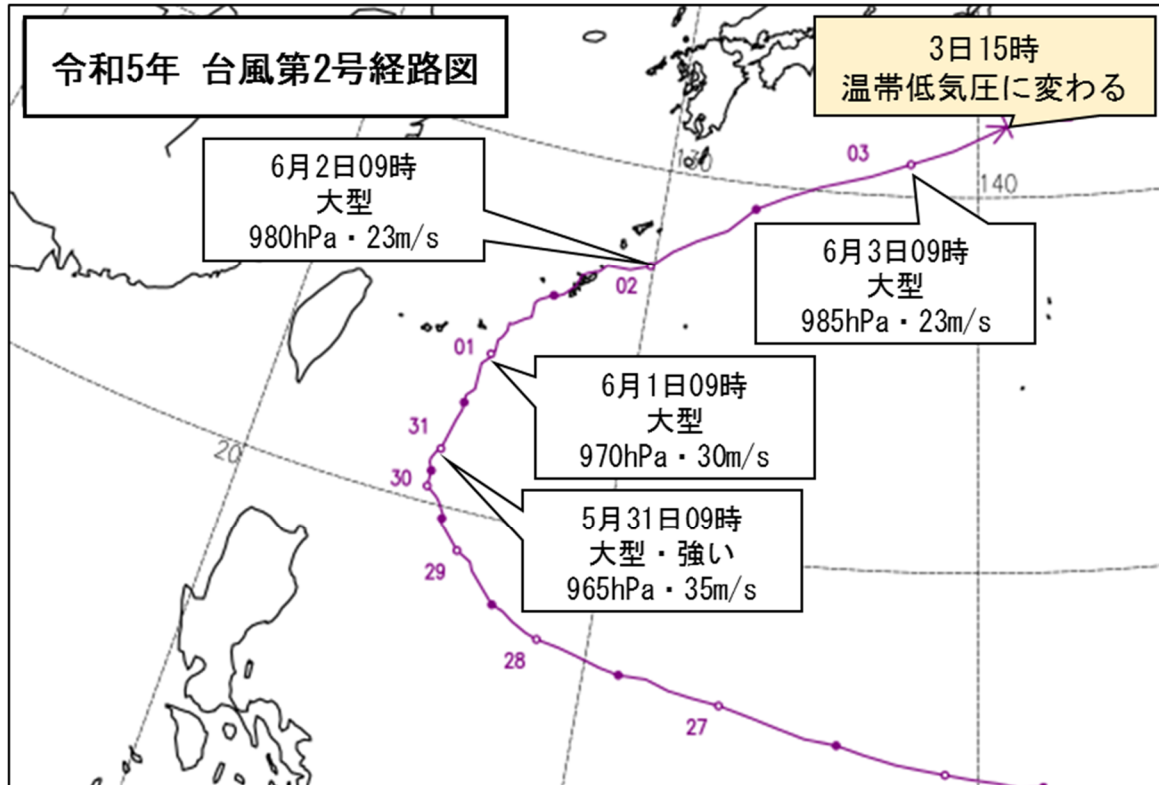 令和5年 台風第2号経路図
3日15時
温帯低気圧に変わる
6月2日09時
大型
980hPa・23m/s
03
130
140
6月3日09時
大型
985hPa・23m/s
02
01
6月1日09時
大型
970hPa・30m/s
31
20
30
5月31日09時
大型・強い
965hPa・35m/s
29
28
27